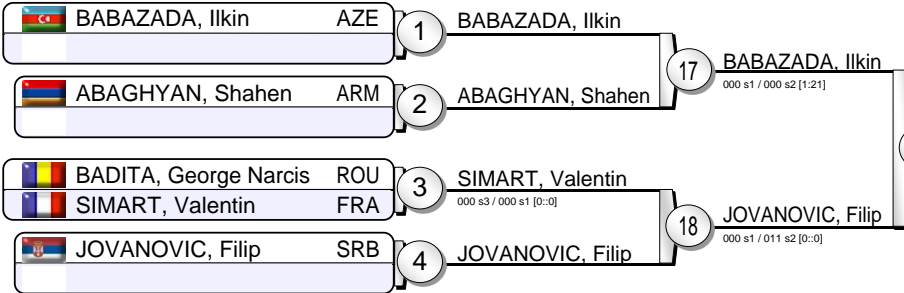 BABAZADA, Ilkin AZE
1
BABAZADA, Ilkin
17
BABAZADA, Ilkin
000 s1 / 000 s2 [1:21]
ABAGHYAN, Shahen ARM
2
ABAGHYAN, Shahen
BADITA, George Narcis ROU
SIMART, Valentin FRA
3
SIMART, Valentin
000 s3 / 000 s1 [0::0]
18
JOVANOVIC, Filip
000 s1 / 011 s2 [0::0]
JOVANOVIC, Filip SRB
4
JOVANOVIC, Filip